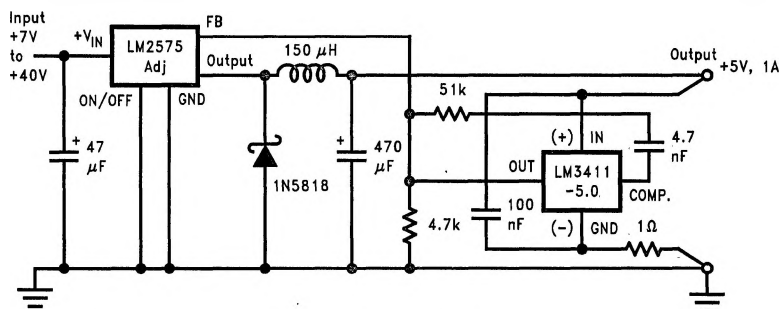 Input
+7V
to
+40V
+VIN
LM2575
Adj
FB
Output
ON/OFF
GND
150 μH
Output
+5V, 1A
51k
(+)
IN
4.7
nF
+
47
μF
1N5818
+
470
μF
OUT
LM3411
-5.0
COMP.
4.7k
100
nF
(-)
GND
1Ω